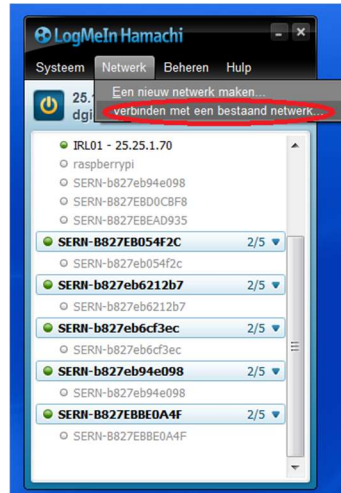 LogMeIn Hamachi
Systeem Netwerk Beheren Hulp
Een nieuw netwerk maken...
Verbinden met een bestaand netwerk...
25.
dgi
IRL01 - 25.25.1.70
raspberrypi
SERN-b827eb94e098
SERN-B827EBD0CBF8
SERN-B827EBEAD935
SERN-B827EB054F2C 2/5
SERN-b827eb054f2c
SERN-b827eb6212b7 2/5
SERN-b827eb6212b7
SERN-b827eb6cf3ec 2/5
SERN-b827eb6cf3ec
SERN-b827eb94e098 2/5
SERN-b827eb94e098
SERN-B827EBBE0A4F 2/5
SERN-B827EBBE0A4F